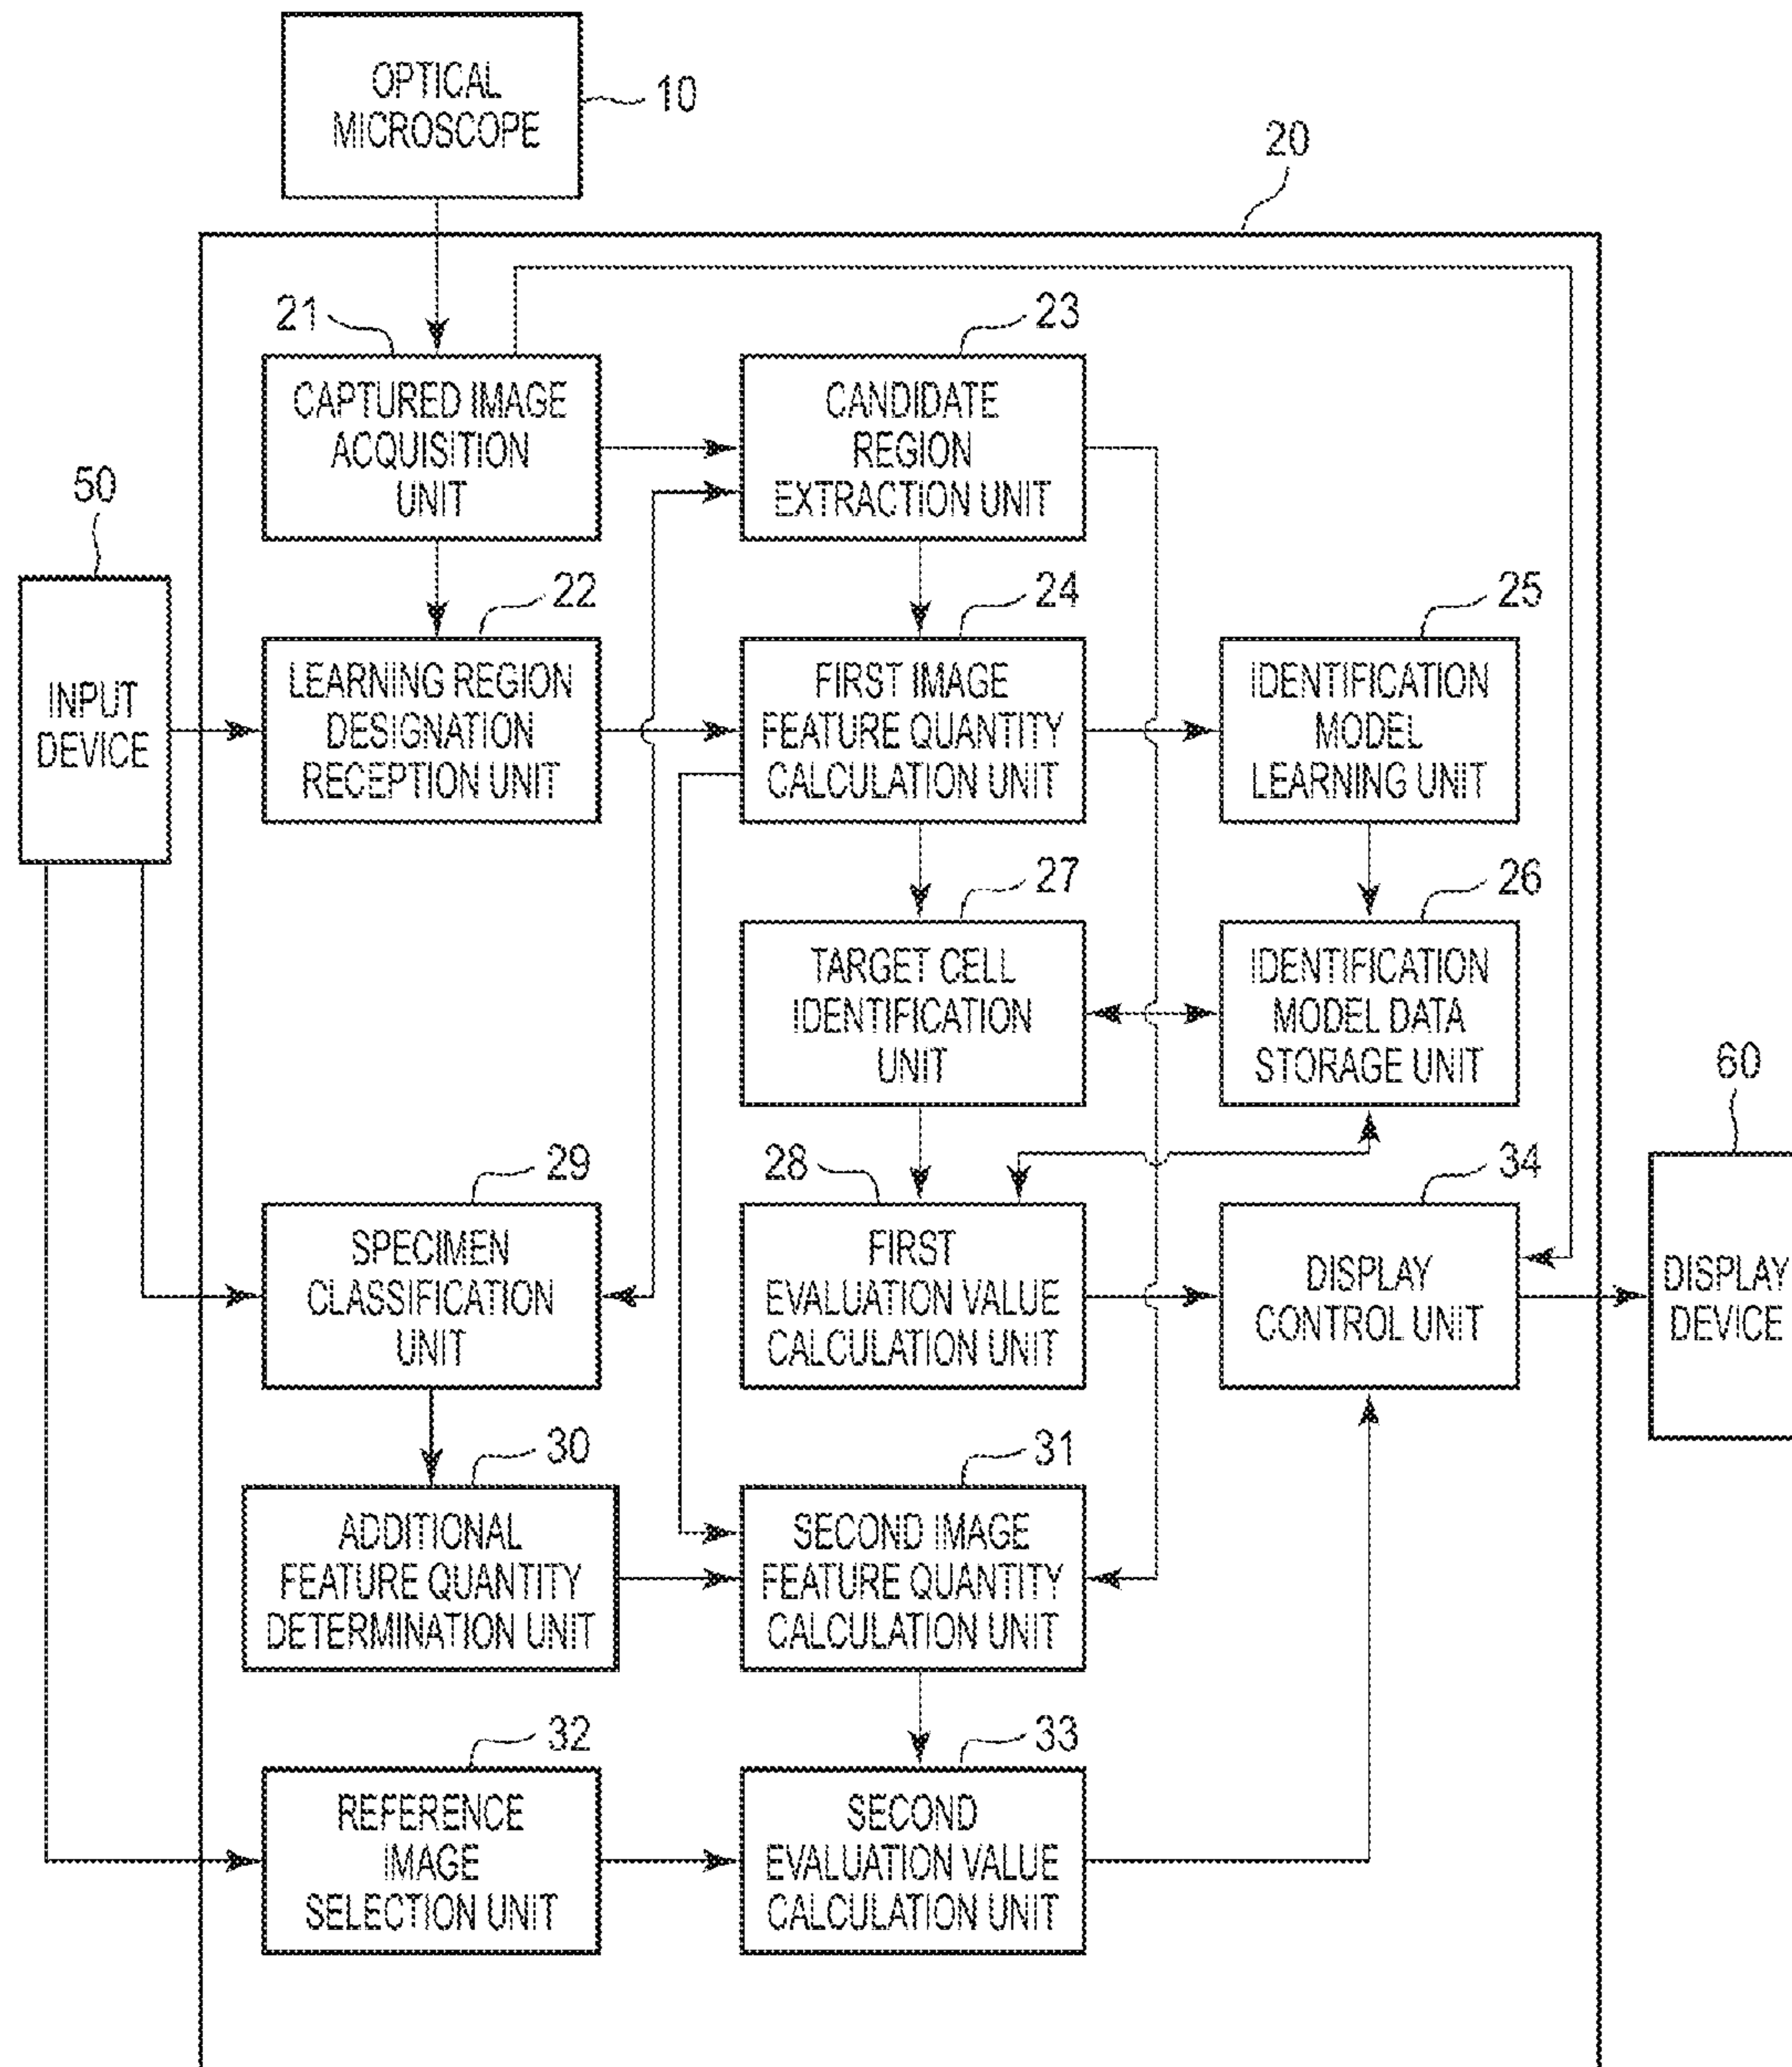 OPTICAL
MICROSCOPE
10
20
21
CAPTURED IMAGE
ACQUISITION
UNIT
23
CANDIDATE
REGION
EXTRACTION UNIT
50
INPUT
DEVICE
22
LEARNING REGION
DESIGNATION
RECEPTION UNIT
24
FIRST IMAGE
FEATURE QUANTITY
CALCULATION UNIT
25
IDENTIFICATION
MODEL
LEARNING UNIT
27
TARGET CELL
IDENTIFICATION
UNIT
26
IDENTIFICATION
MODEL DATA
STORAGE UNIT
60
DISPLAY
DEVICE
29
SPECIMEN
CLASSIFICATION
UNIT
28
FIRST
EVALUATION VALUE
CALCULATION UNIT
34
DISPLAY
CONTROL UNIT
30
ADDITIONAL
FEATURE QUANTITY
DETERMINATION UNIT
31
SECOND IMAGE
FEATURE QUANTITY
CALCULATION UNIT
32
REFERENCE
IMAGE
SELECTION UNIT
33
SECOND
EVALUATION VALUE
CALCULATION UNIT